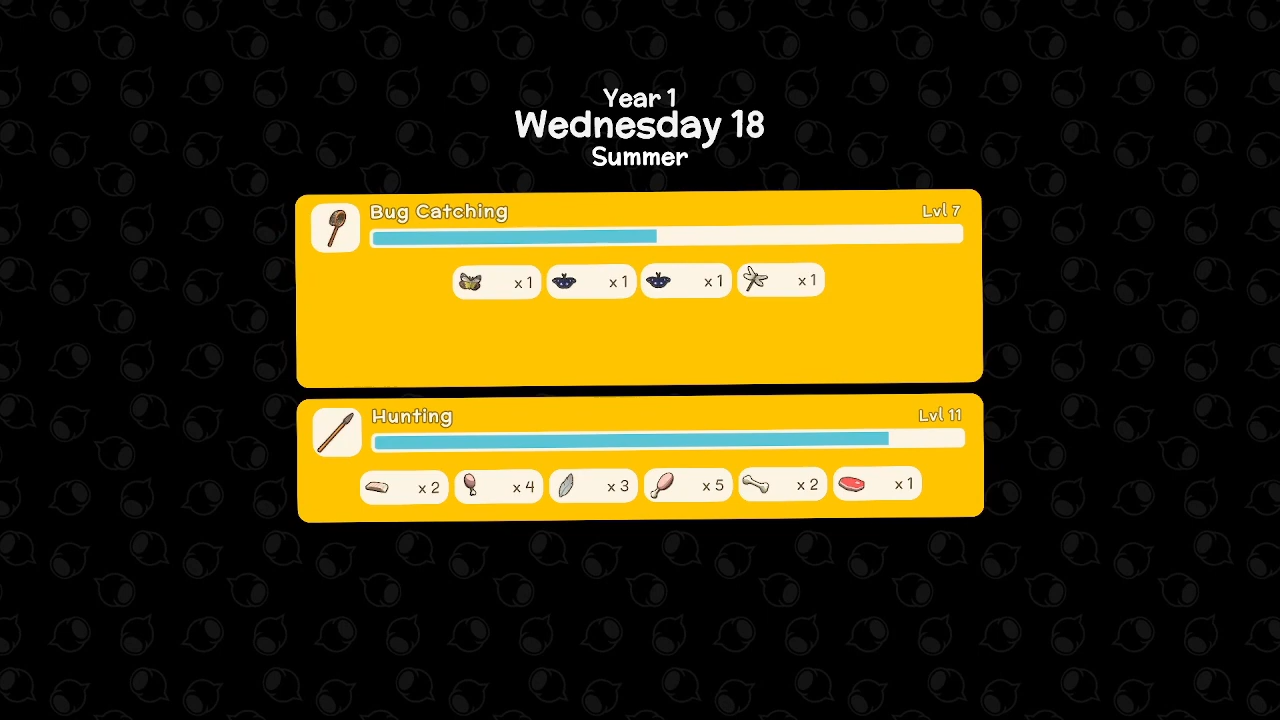 Year 1
Wednesday 18
Summer
Bug Catching
Lvl 7
x 1
x 1
x 1
x 1
Hunting
Lvl 11
x 2
x 4
x 3
x 5
x 2
x 1